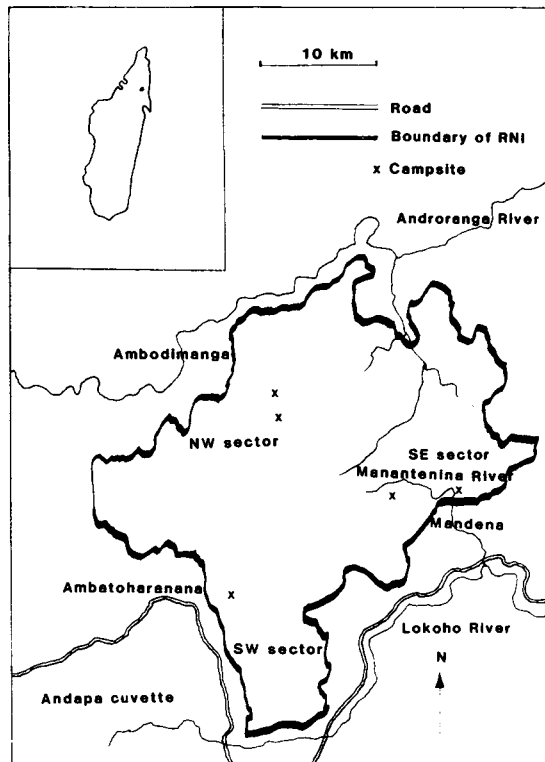 10 km
Road
Boundary of RNI
x Campsite
Androranga River
Ambodimanga
x
x
NW sector
SE sector
Manantenina River
x
x
Mandena
Ambatoharanana
x
Lokoho River
SW sector
N
Andapa cuvette